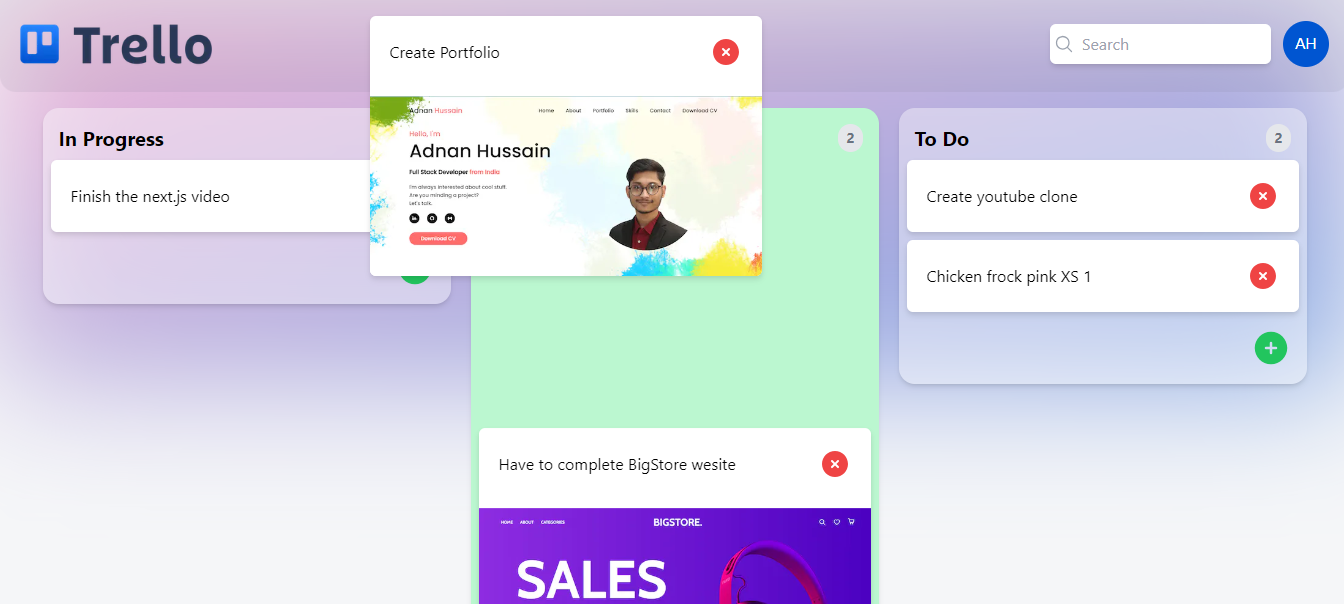 Trello
Search
AH
Create Portfolio
Adnan Hussain
Home About Portfolio Skills Contact Download CV
Hello, I'm
Adnan Hussain
Full Stack Developer from India
I'm always interested about cool stuff.
Are you minding a project?
Let's talk.
Download CV
In Progress
Finish the next.js video
2
Have to complete BigStore wesite
HOME ABOUT CATEGORIES
BIGSTORE.
SALES
To Do
2
Create youtube clone
Chicken frock pink XS 1